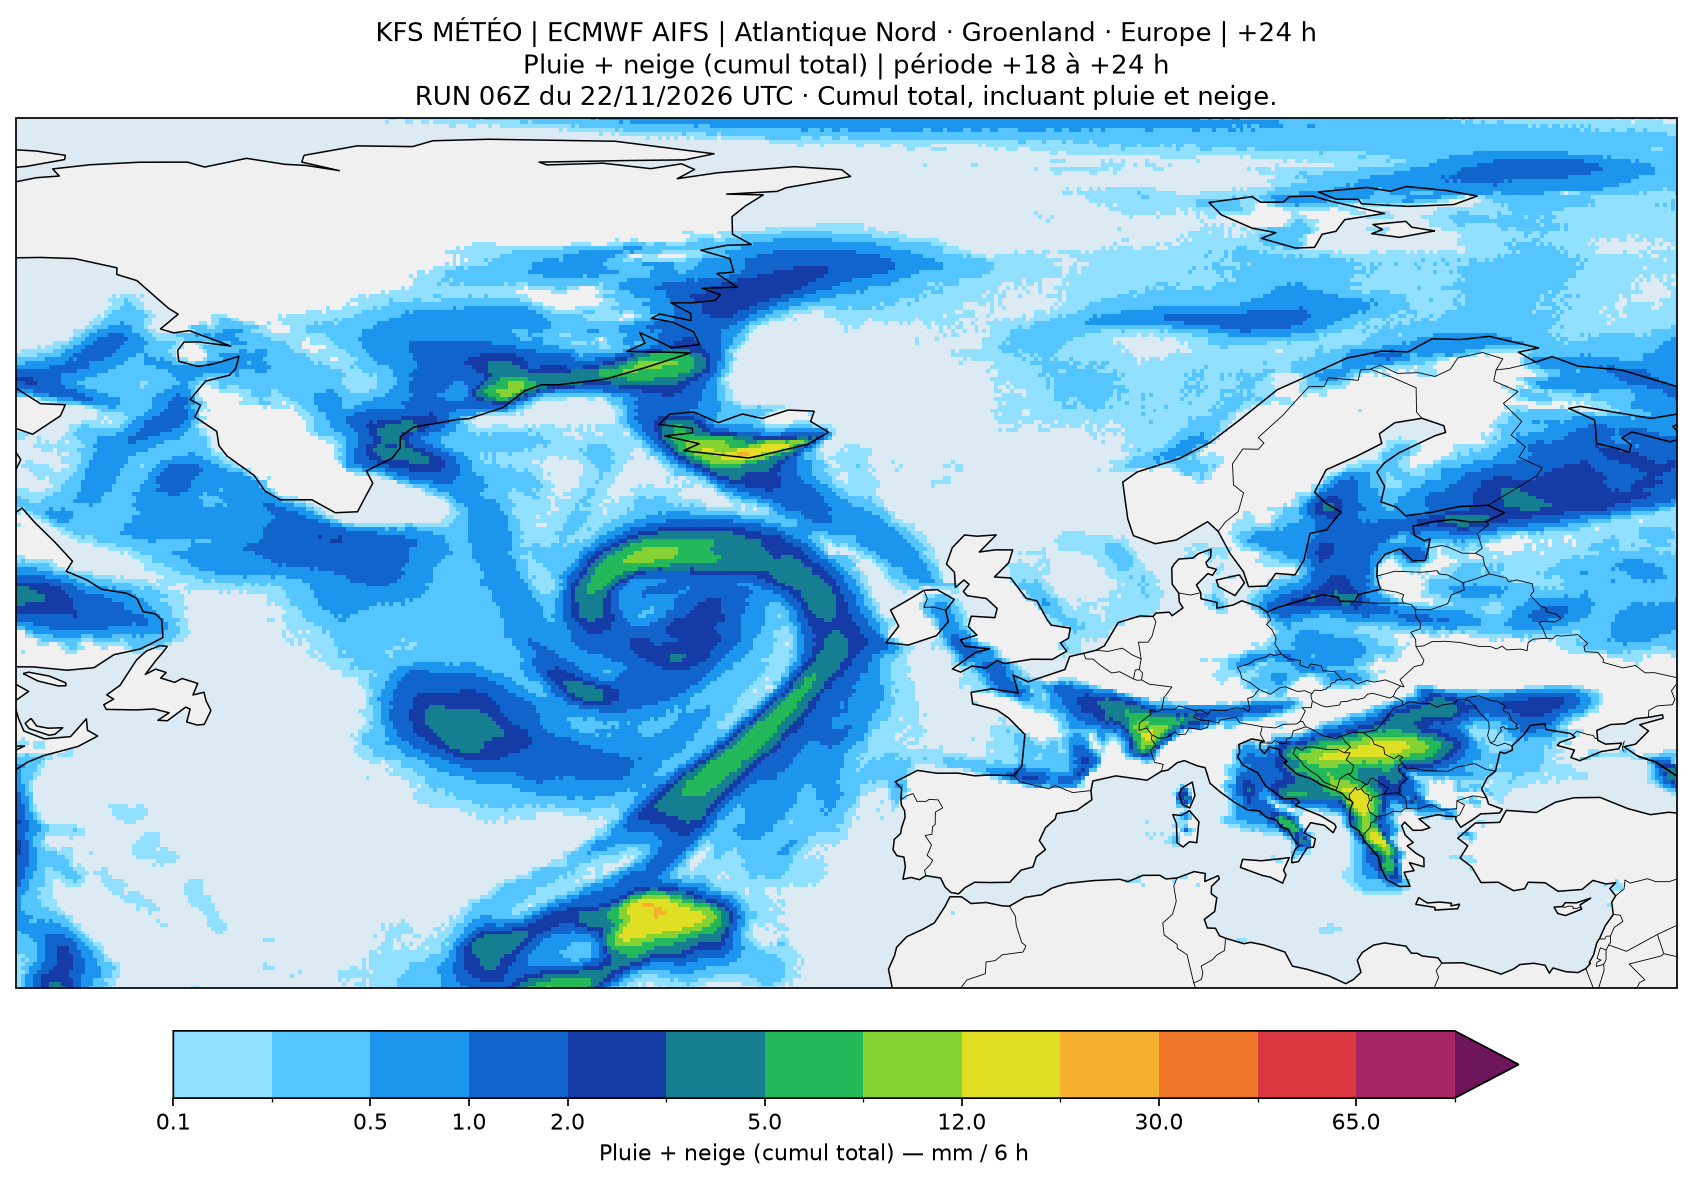 KFS MÉTÉO | ECMWF AIFS | Atlantique Nord · Groenland · Europe | +24 h
Pluie + neige (cumul total) | période +18 à +24 h
RUN 06Z du 22/11/2026 UTC · Cumul total, incluant pluie et neige.
0.1 0.5 1.0 2.0 5.0 12.0 30.0 65.0
Pluie + neige (cumul total) — mm / 6 h